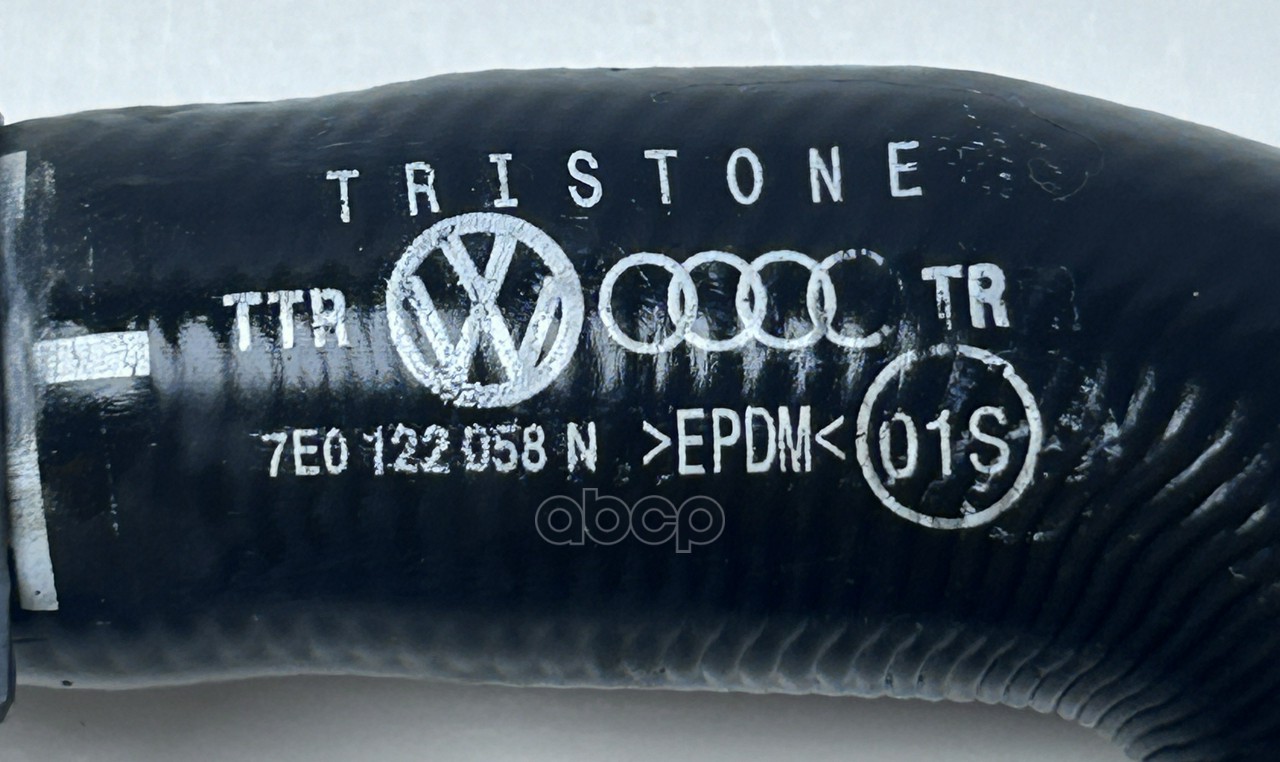 TRISTONE
TTR TR
7E0 122 058 N >EPDM< 01S
abcp